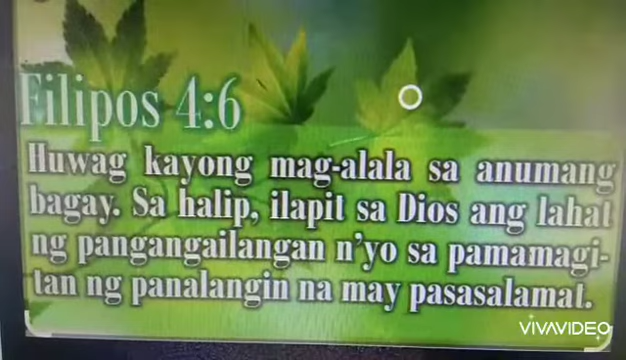 Filipos 4:6
Huwag kayong mag-alala sa anumang
bagay. Sa halip, ilapit sa Dios ang lahat
ng pangangailangan n'yo sa pamamagi-
tan ng panalangin na may pasasalamat.
VIVAVIDEO